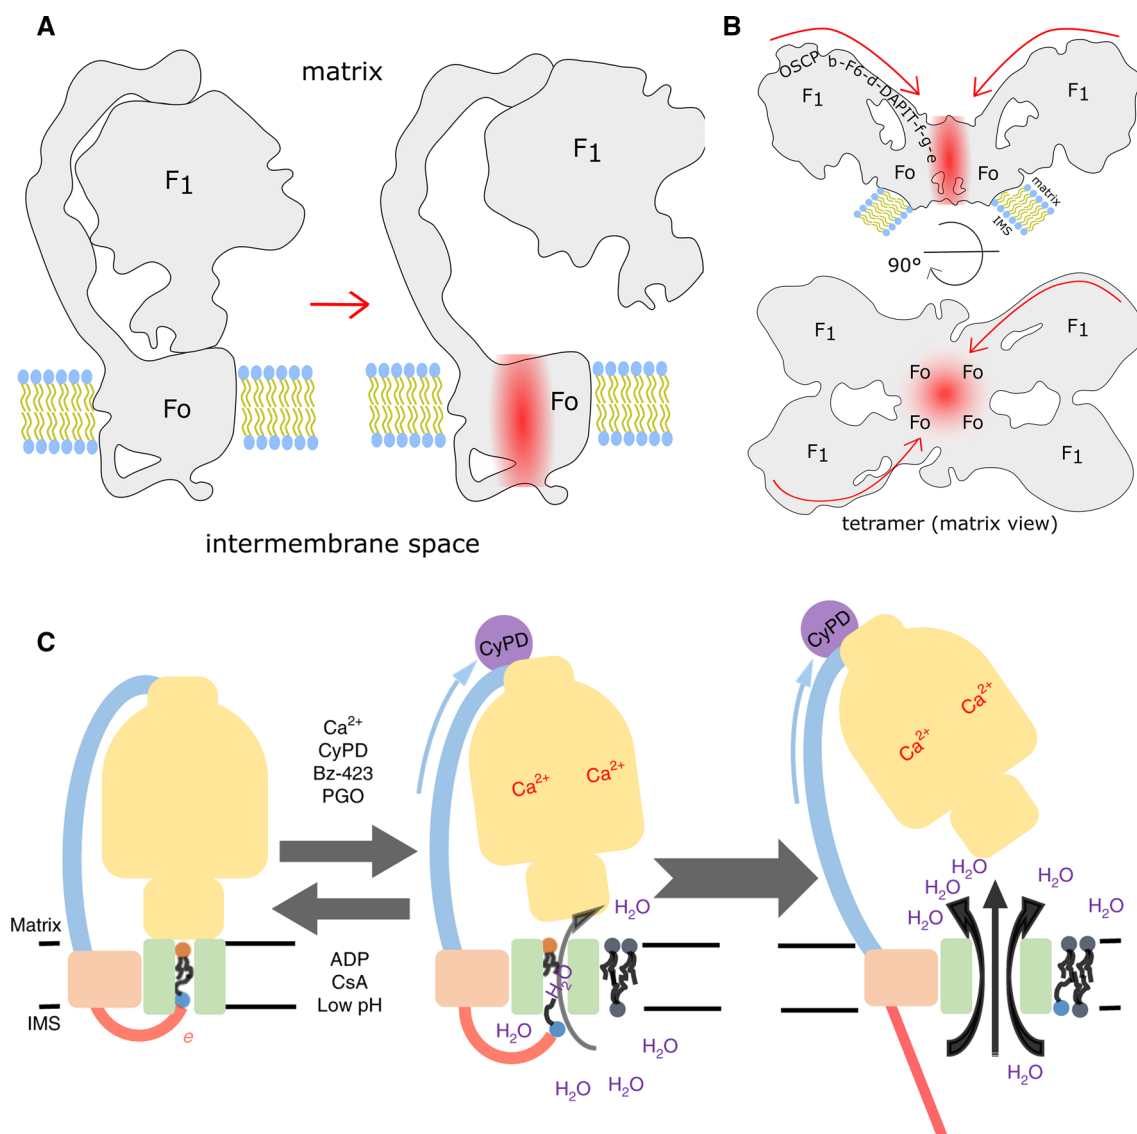 A
matrix
F1
F1
Fo
Fo
intermembrane space
B
OSCP b-F6-d-DAPIT-f-g-e
F1
F1
Fo
Fo
matrix
IMS
90°
F1
F1
Fo
Fo
Fo
Fo
F1
F1
tetramer (matrix view)
C
Ca2+
CyPD
Bz-423
PGO
ADP
CsA
Low pH
Matrix
IMS
e
CyPD
Ca2+
Ca2+
H2O
H2O
H2O
H2O
H2O
H2O
CyPD
Ca2+
Ca2+
H2O
H2O
H2O
H2O
H2O
H2O